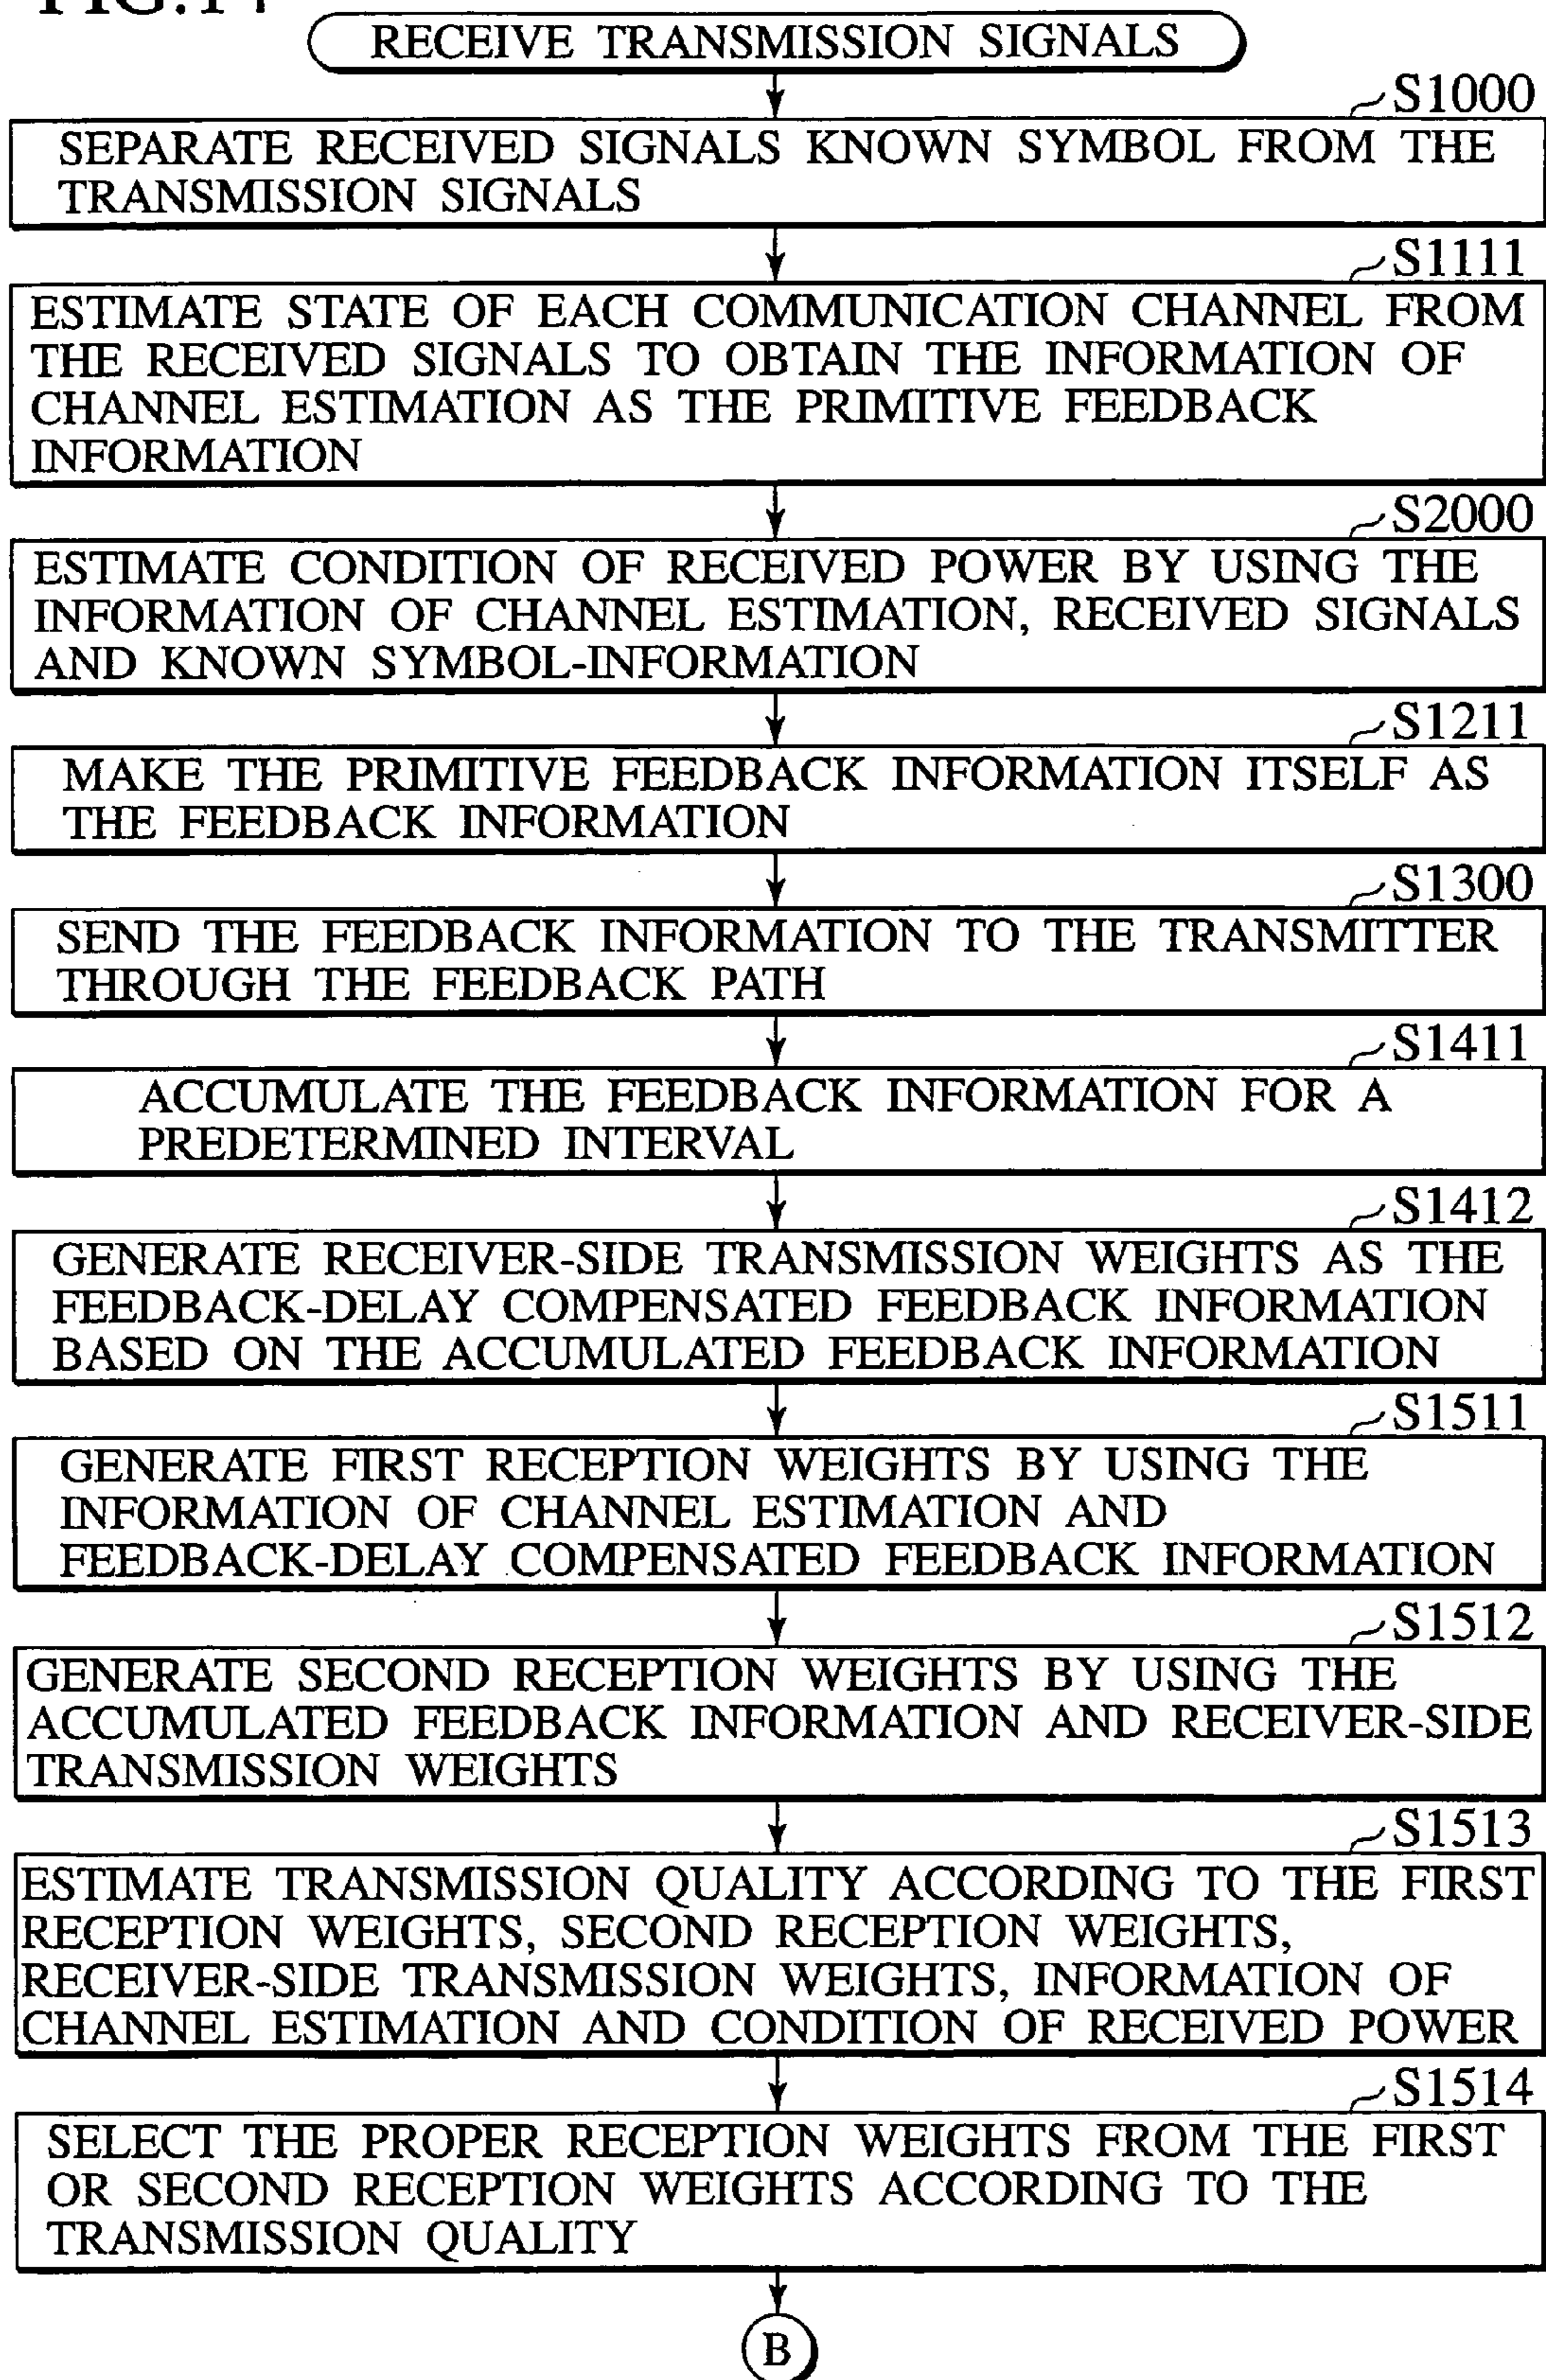 RECEIVE TRANSMISSION SIGNALS
S1000
SEPARATE RECEIVED SIGNALS KNOWN SYMBOL FROM THE
TRANSMISSION SIGNALS
S1111
ESTIMATE STATE OF EACH COMMUNICATION CHANNEL FROM
THE RECEIVED SIGNALS TO OBTAIN THE INFORMATION OF
CHANNEL ESTIMATION AS THE PRIMITIVE FEEDBACK
INFORMATION
S2000
ESTIMATE CONDITION OF RECEIVED POWER BY USING THE
INFORMATION OF CHANNEL ESTIMATION, RECEIVED SIGNALS
AND KNOWN SYMBOL-INFORMATION
S1211
MAKE THE PRIMITIVE FEEDBACK INFORMATION ITSELF AS
THE FEEDBACK INFORMATION
S1300
SEND THE FEEDBACK INFORMATION TO THE TRANSMITTER
THROUGH THE FEEDBACK PATH
S1411
ACCUMULATE THE FEEDBACK INFORMATION FOR A
PREDETERMINED INTERVAL
S1412
GENERATE RECEIVER-SIDE TRANSMISSION WEIGHTS AS THE
FEEDBACK-DELAY COMPENSATED FEEDBACK INFORMATION
BASED ON THE ACCUMULATED FEEDBACK INFORMATION
S1511
GENERATE FIRST RECEPTION WEIGHTS BY USING THE
INFORMATION OF CHANNEL ESTIMATION AND
FEEDBACK-DELAY COMPENSATED FEEDBACK INFORMATION
S1512
GENERATE SECOND RECEPTION WEIGHTS BY USING THE
ACCUMULATED FEEDBACK INFORMATION AND RECEIVER-SIDE
TRANSMISSION WEIGHTS
S1513
ESTIMATE TRANSMISSION QUALITY ACCORDING TO THE FIRST
RECEPTION WEIGHTS, SECOND RECEPTION WEIGHTS,
RECEIVER-SIDE TRANSMISSION WEIGHTS, INFORMATION OF
CHANNEL ESTIMATION AND CONDITION OF RECEIVED POWER
S1514
SELECT THE PROPER RECEPTION WEIGHTS FROM THE FIRST
OR SECOND RECEPTION WEIGHTS ACCORDING TO THE
TRANSMISSION QUALITY
B